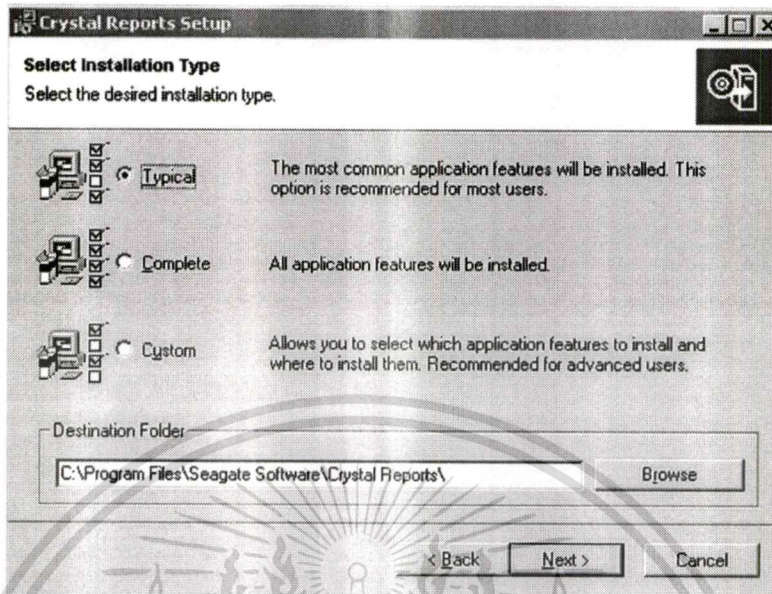 Crystal Reports Setup
Select Installation Type
Select the desired installation type.
Typical
The most common application features will be installed. This
option is recommended for most users.
Complete
All application features will be installed.
Custom
Allows you to select which application features to install and
where to install them. Recommended for advanced users.
Destination Folder
C:\Program Files\Seagate Software\Crystal Reports\
Browse
< Back
Next >
Cancel